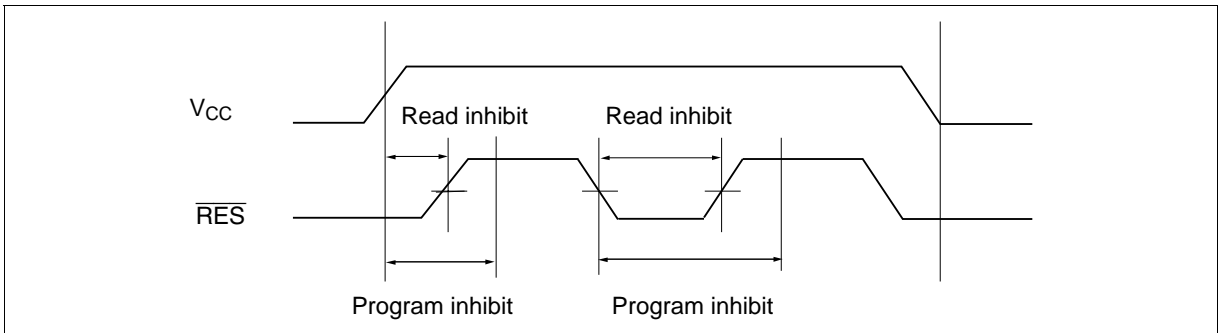 VCC
Read inhibit Read inhibit
RES
Program inhibit Program inhibit